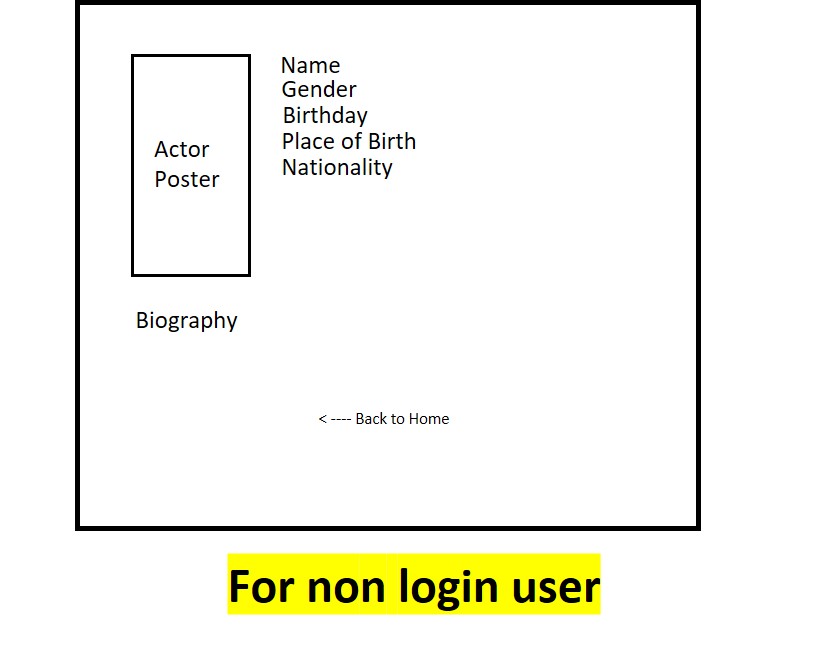 Actor
Poster
Name
Gender
Birthday
Place of Birth
Nationality
Biography
< ---- Back to Home
For non login user